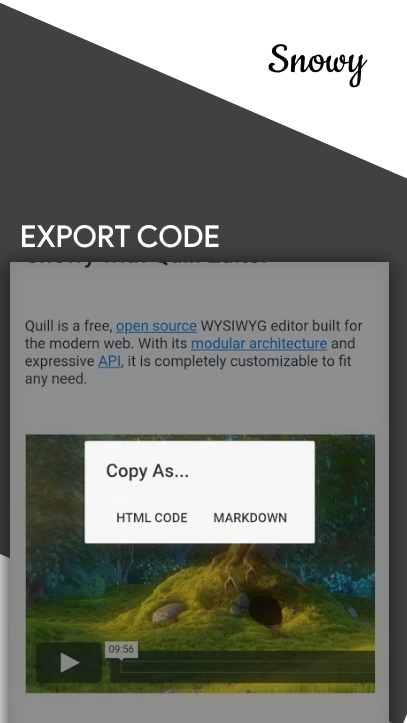 Snowy
EXPORT CODE
Quill is a free, open source WYSIWYG editor built for
the modern web. With its modular architecture and
expressive API, it is completely customizable to fit
any need.
Copy As...
HTML CODE MARKDOWN
09:56